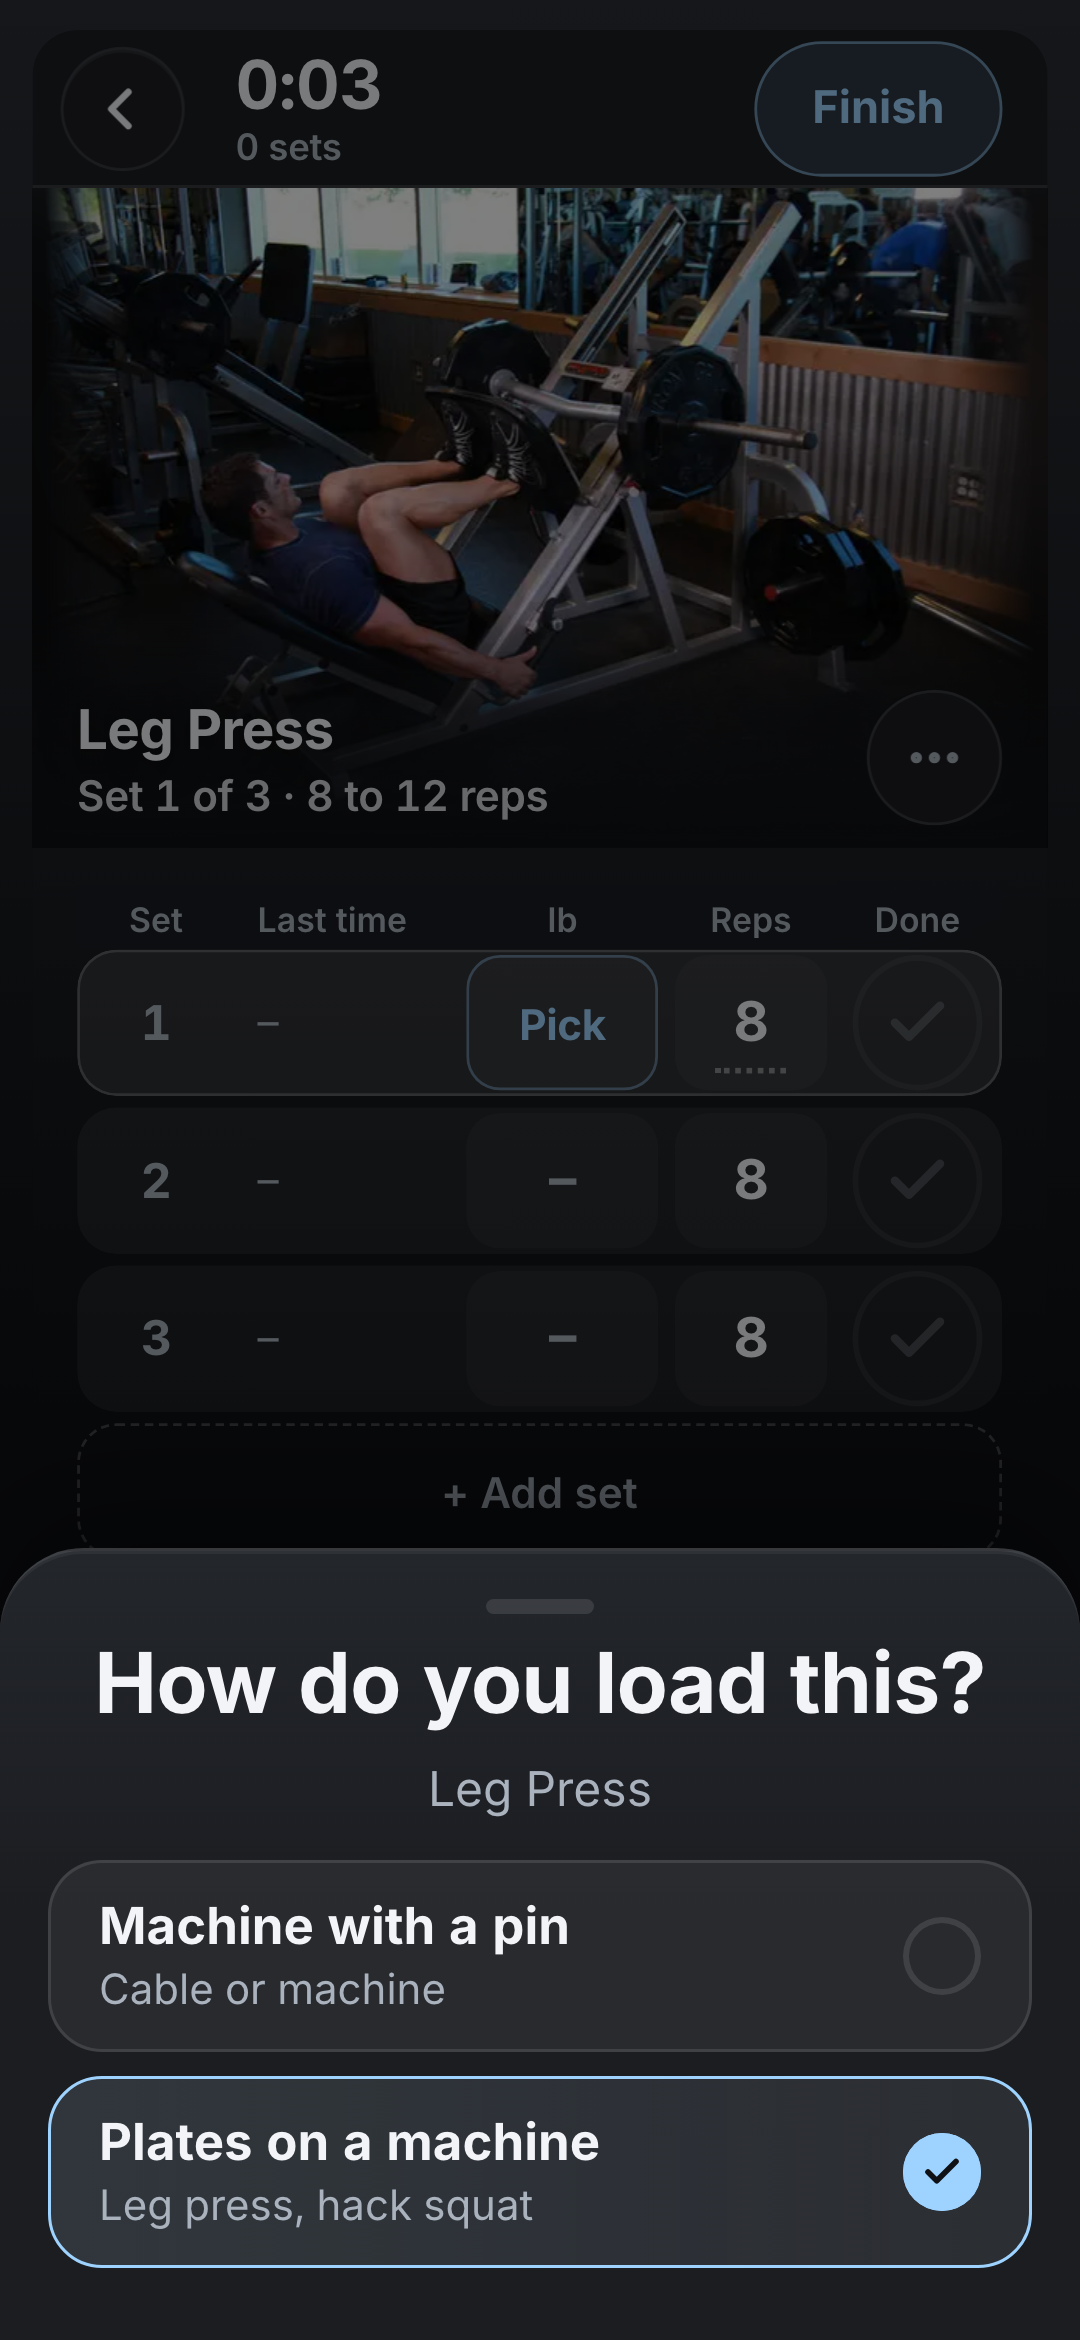 0:03
0 sets
Finish
Leg Press
Set 1 of 3 · 8 to 12 reps
Set Last time lb Reps Done
1 – Pick 8
2 – – 8
3 – – 8
+ Add set
How do you load this?
Leg Press
Machine with a pin
Cable or machine
Plates on a machine
Leg press, hack squat